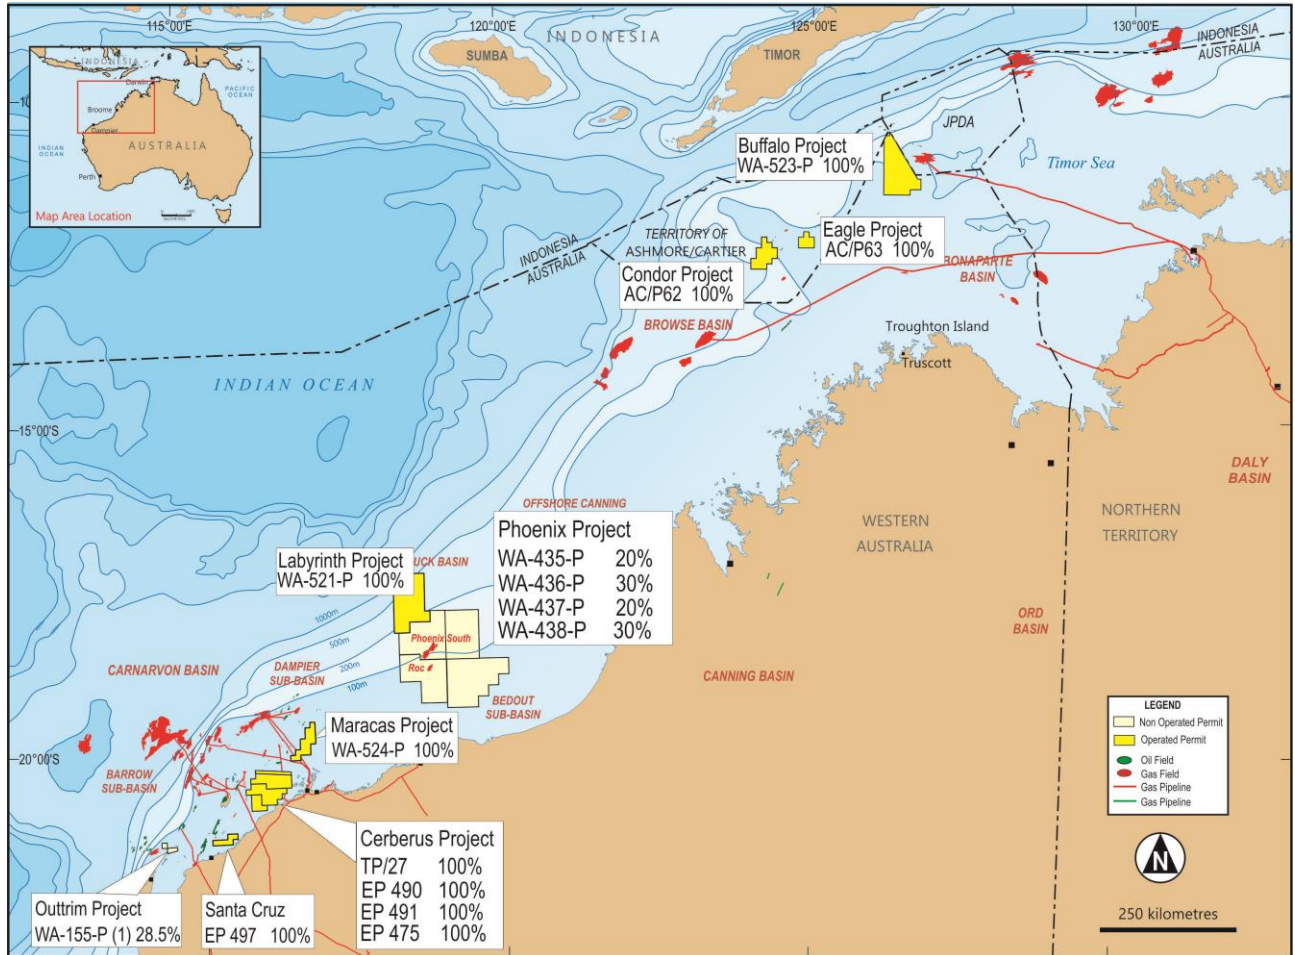 115°00'E
120°00'E
125°00'E
130°00'E
INDONESIA
SUMBA
TIMOR
INDONESIA
AUSTRALIA
INDONESIA
Darwin
PACIFIC
OCEAN
Broome
Dampier
INDIAN
OCEAN
AUSTRALIA
Perth
Map Area Location
JPDA
Timor Sea
Buffalo Project
WA-523-P 100%
Eagle Project
AC/P63 100%
TERRITORY OF
ASHMORE/CARTIER
INDONESIA
AUSTRALIA
Condor Project
AC/P62 100%
BONAPARTE
BASIN
BROWSE BASIN
Troughton Island
Truscott
INDIAN OCEAN
15°00'S
DALY
BASIN
OFFSHORE CANNING
Phoenix Project
WA-435-P 20%
WA-436-P 30%
WA-437-P 20%
WA-438-P 30%
WESTERN
AUSTRALIA
NORTHERN
TERRITORY
Labyrinth Project
WA-521-P 100%
UCK BASIN
1000m
500m
200m
100m
Phoenix South
Roc
ORD
BASIN
CARNARVON BASIN
DAMPIER
SUB-BASIN
CANNING BASIN
BEDOUT
SUB-BASIN
Maracas Project
WA-524-P 100%
20°00'S
BARROW
SUB-BASIN
LEGEND
Non Operated Permit
Operated Permit
Oil Field
Gas Field
Gas Pipeline
Gas Pipeline
N
250 kilometres
Cerberus Project
TP/27 100%
EP 490 100%
EP 491 100%
EP 475 100%
Outtrim Project
WA-155-P (1) 28.5%
Santa Cruz
EP 497 100%